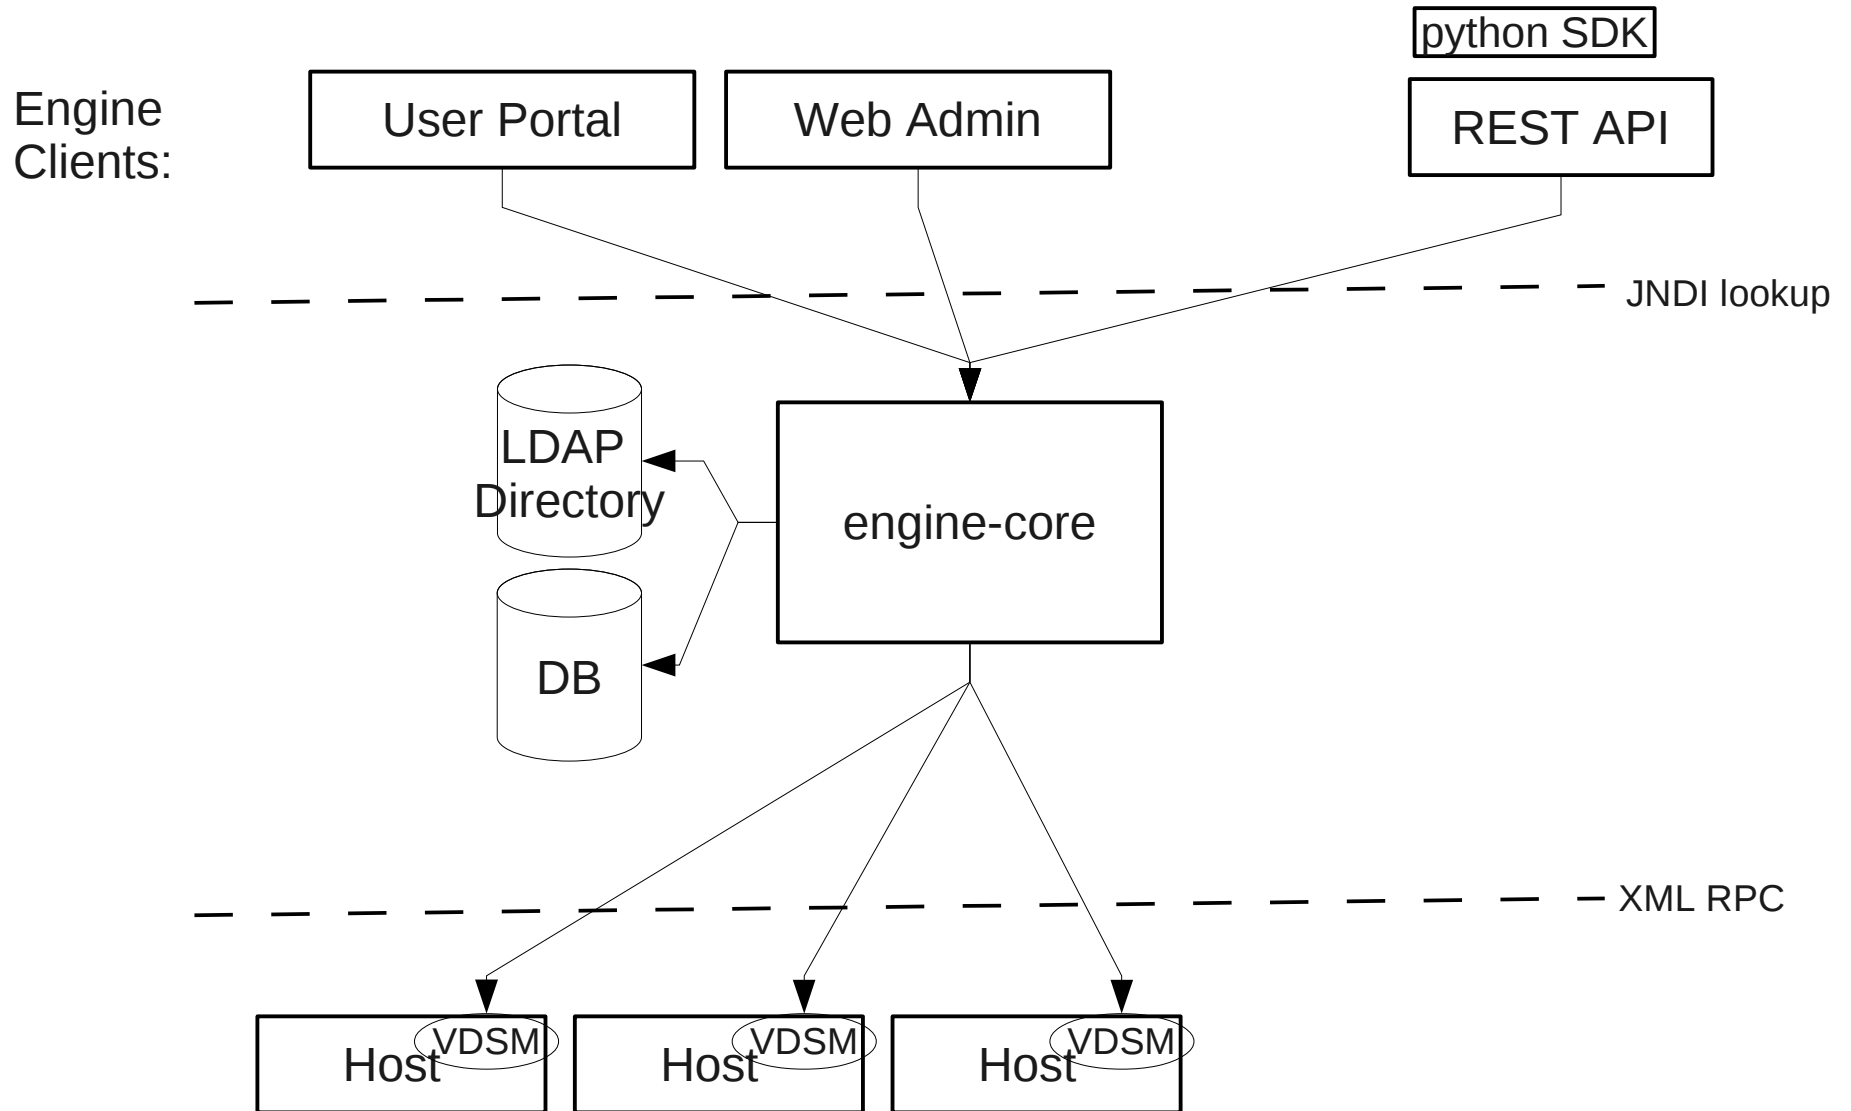 python SDK
Engine
Clients:
User Portal
Web Admin
REST API
JNDI lookup
LDAP
Directory
engine-core
DB
XML RPC
Host
VDSM
Host
VDSM
Host
VDSM